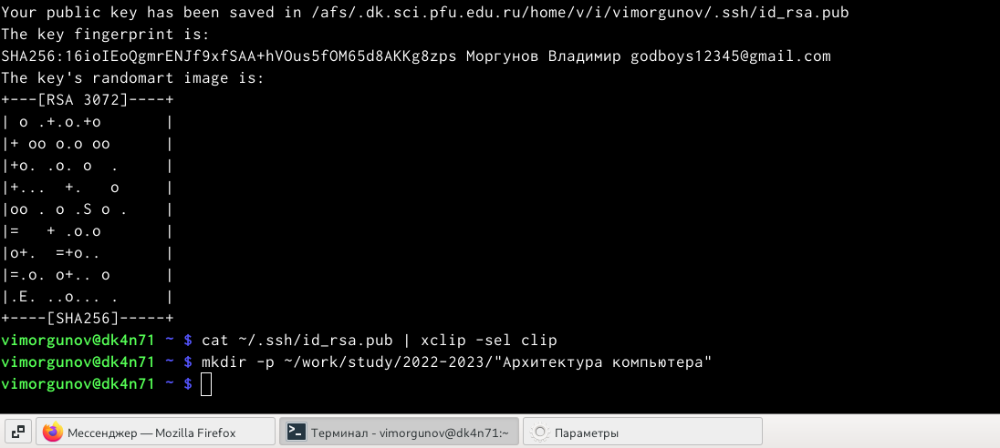 Your public key has been saved in /afs/.dk.sci.pfu.edu.ru/home/v/i/vimorgunov/.ssh/id_rsa.pub
The key fingerprint is:
SHA256:16ioIEoQgmrENJf9xfSAA+hVOus5fOM65d8AKKg8zps Моргунов Владимир godboys12345@gmail.com
The key's randomart image is:
+---[RSA 3072]----+
| o .+.o.+o       |
|+ oo o.o oo      |
|+o. .o. o  .     |
|+...  +.   o     |
|oo . o .S o .    |
|=   + .o.o       |
|o+.  =+o..       |
|=.o. o+.. o      |
|.E. ..o... .     |
+----[SHA256]-----+
vimorgunov@dk4n71 ~ $ cat ~/.ssh/id_rsa.pub | xclip -sel clip
vimorgunov@dk4n71 ~ $ mkdir -p ~/work/study/2022-2023/"Архитектура компьютера"
vimorgunov@dk4n71 ~ $
Мессенджер — Mozilla Firefox
Терминал - vimorgunov@dk4n71:~
Параметры